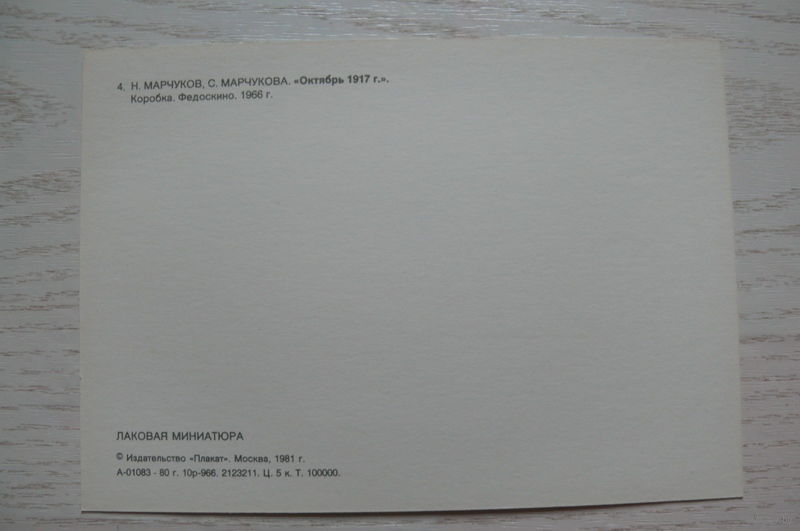 4. Н. МАРЧУКОВ, С. МАРЧУКОВА. «Октябрь 1917 г.».
Коробка. Федоскино. 1966 г.
ЛАКОВАЯ МИНИАТЮРА
© Издательство «Плакат». Москва, 1981 г.
А-01083 - 80 г. 10р-966. 2123211. Ц. 5 к. Т. 100000.